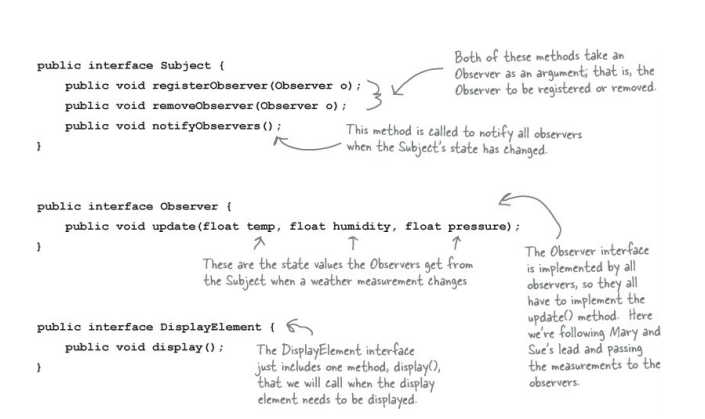 public interface Subject {
public void registerObserver(Observer o);
public void removeObserver(Observer o);
public void notifyObservers();
}
Both of these methods take an
Observer as an argument; that is, the
Observer to be registered or removed.
This method is called to notify all observers
when the Subject's state has changed.
public interface Observer {
public void update(float temp, float humidity, float pressure);
}
These are the state values the Observers get from
the Subject when a weather measurement changes
The Observer interface
is implemented by all
observers, so they all
have to implement the
update() method. Here
we're following Mary and
Sue's lead and passing
the measurements to the
observers.
public interface DisplayElement {
public void display();
}
The DisplayElement interface
just includes one method, display(),
that we will call when the display
element needs to be displayed.